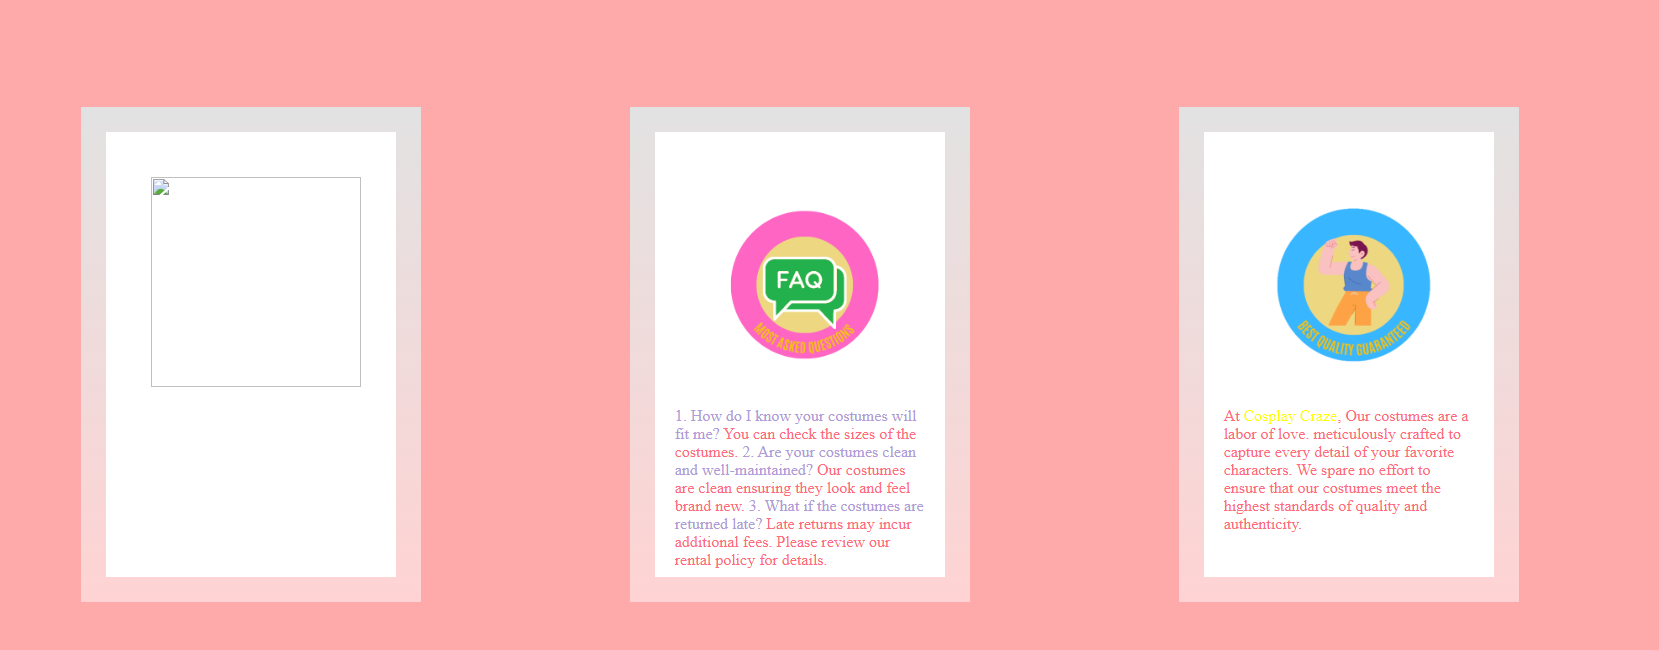 FAQ
MOST ASKED QUESTIONS
1. How do I know your costumes will
fit me? You can check the sizes of the
costumes. 2. Are your costumes clean
and well-maintained? Our costumes
are clean ensuring they look and feel
brand new. 3. What if the costumes are
returned late? Late returns may incur
additional fees. Please review our
rental policy for details.
BEST QUALITY GUARANTEED
At Cosplay Craze, Our costumes are a
labor of love. meticulously crafted to
capture every detail of your favorite
characters. We spare no effort to
ensure that our costumes meet the
highest standards of quality and
authenticity.